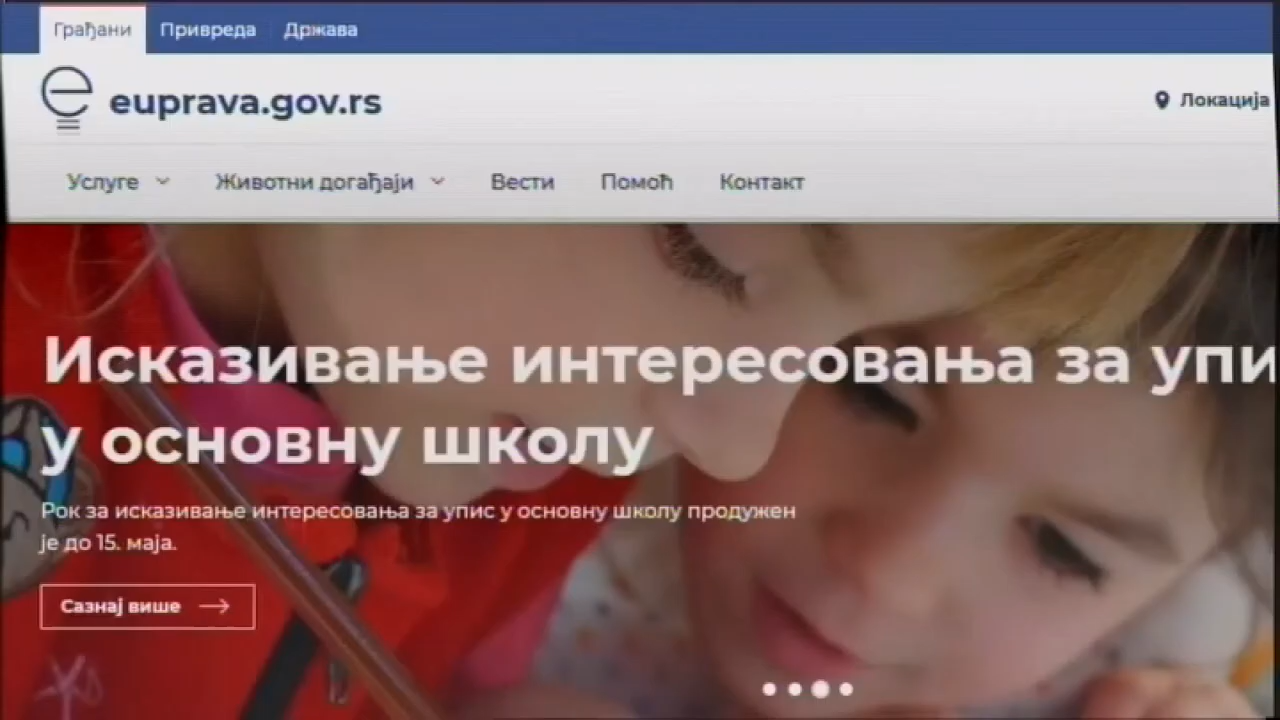 Грађани Привреда Држава
euprava.gov.rs
Локација
Услуге Животни догађаји Вести Помоћ Контакт
Исказивање интересовања за упи
у основну школу
Рок за исказивање интересовања за упис у основну школу продужен
је до 15. маја.
Сазнај више